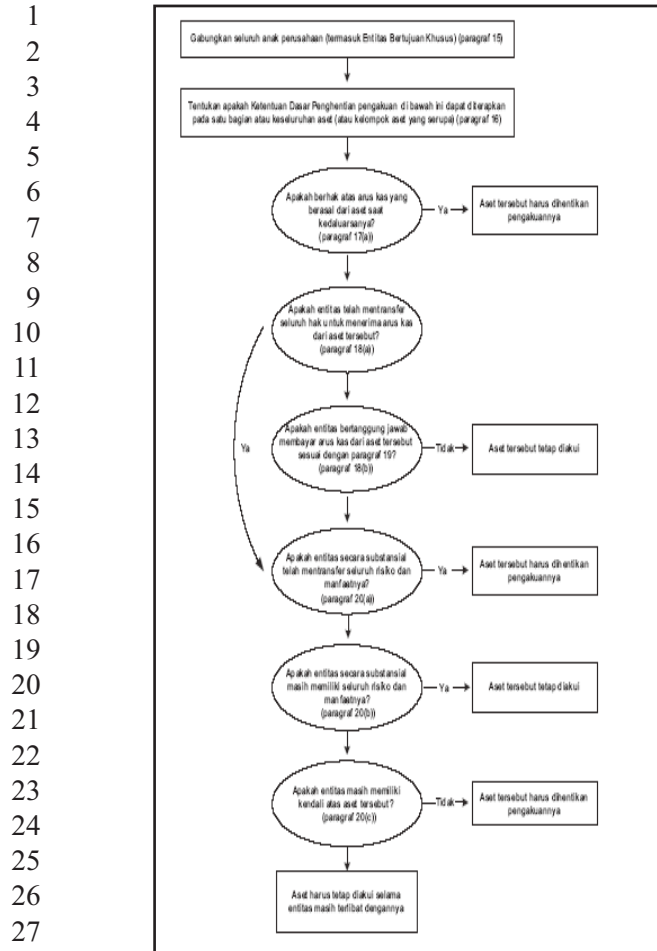 1
2
3
4
5
6
7
8
9
10
11
12
13
14
15
16
17
18
19
20
21
22
23
24
25
26
27
Gabungkan seluruh anak perusahaan (termasuk Entitas Bertujuan Khusus) (paragraf 15)
Tentukan apakah Ketentuan Dasar Penghentian pengakuan di bawah ini dapat diterapkan
pada satu bagian atau keseluruhan aset (atau kelompok aset yang serupa) (paragraf 16)
Apakah berhak atas arus kas yang
berasal dari aset saat
kedaluarsanya?
(paragraf 17(a))
Ya
Aset tersebut harus dihentikan
pengakuannya
Apakah entitas telah mentransfer
seluruh hak untuk menerima arus kas
dari aset tersebut?
(paragraf 18(a))
Ya
Apakah entitas bertanggung jawab
membayar arus kas dari aset tersebut
sesuai dengan paragraf 19?
(paragraf 18(b))
Tidak
Aset tersebut tetap diakui
Apakah entitas secara substansial
telah mentransfer seluruh risiko dan
manfaatnya?
(paragraf 20(a))
Ya
Aset tersebut harus dihentikan
pengakuannya
Apakah entitas secara substansial
masih memiliki seluruh risiko dan
manfaatnya?
(paragraf 20(b))
Ya
Aset tersebut tetap diakui
Apakah entitas masih memiliki
kendali atas aset tersebut?
(paragraf 20(c))
Tidak
Aset tersebut harus dihentikan
pengakuannya
Aset harus tetap diakui selama
entitas masih terlibat dengannya